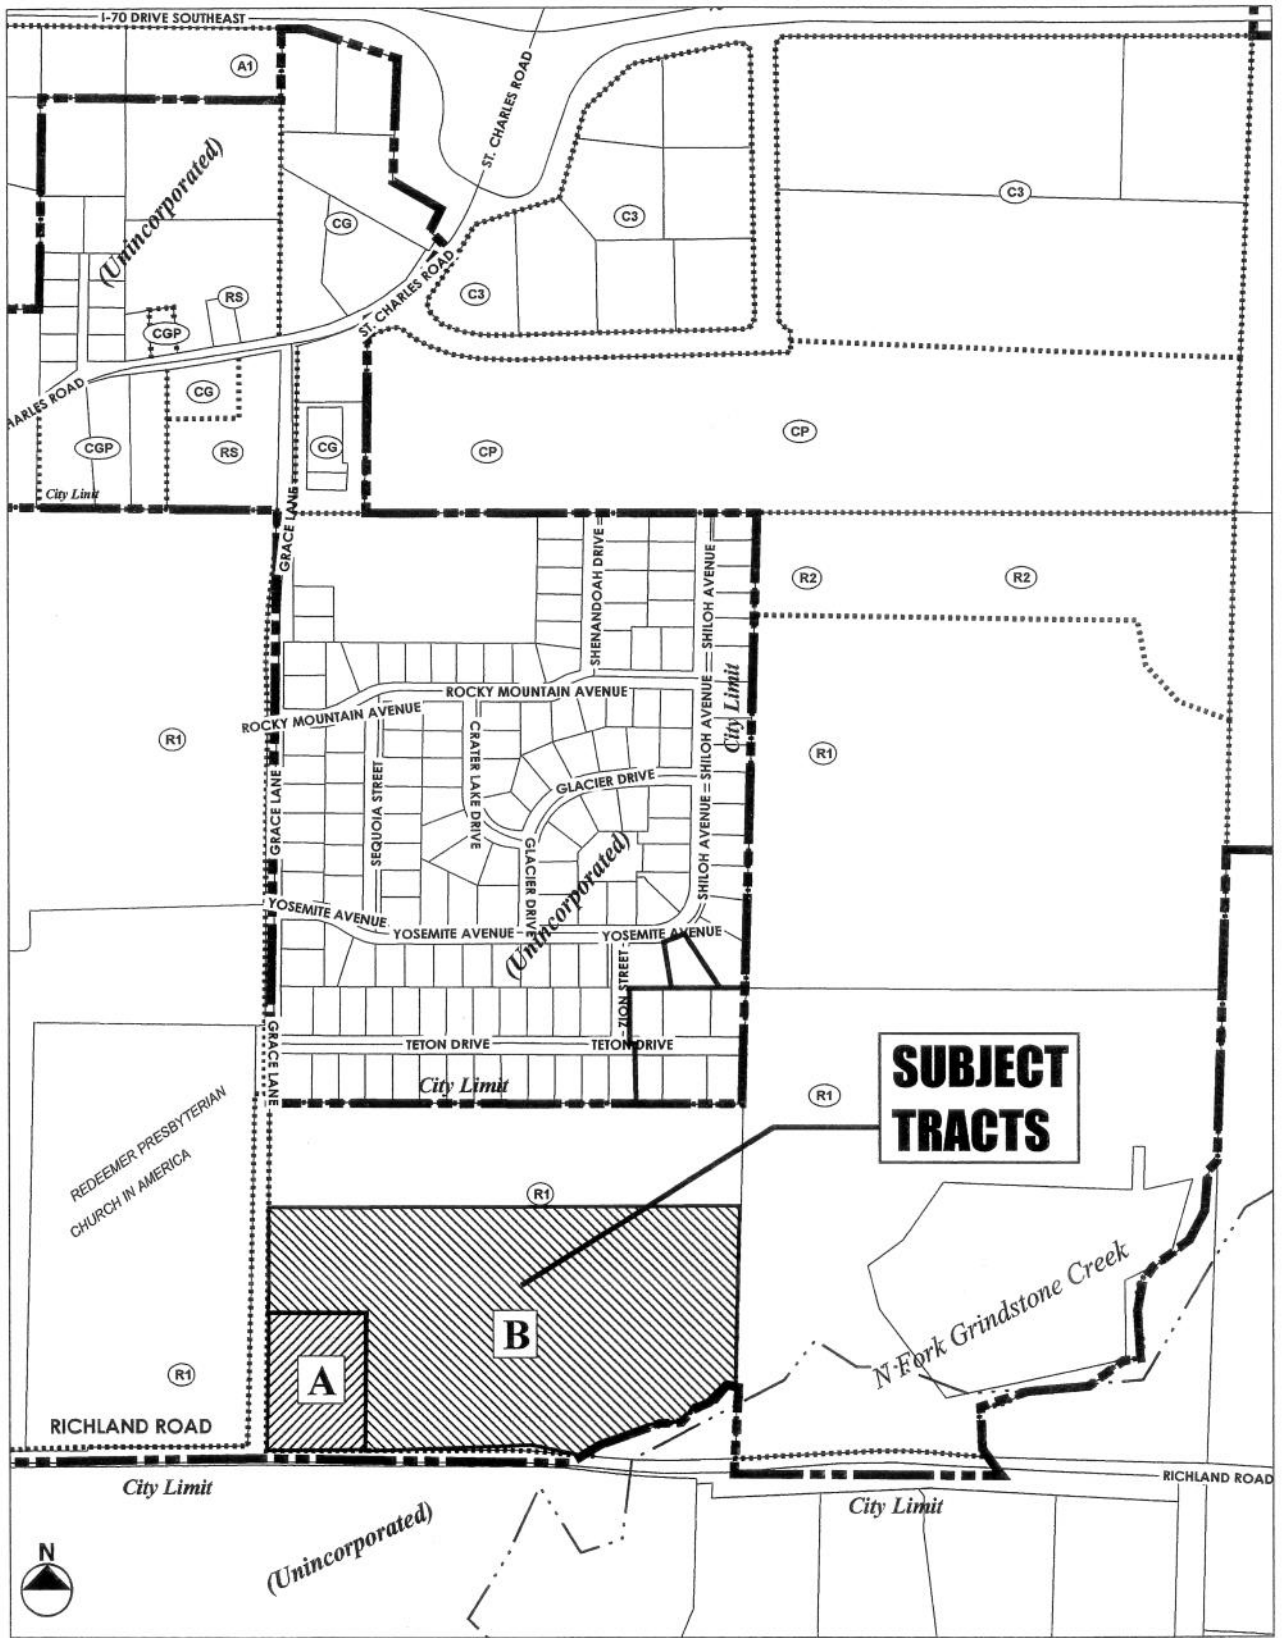 I-70 DRIVE SOUTHEAST
A1
ST. CHARLES ROAD
(Unincorporated)
C3
C3
CG
C3
RS
ST. CHARLES ROAD
CGP
CG
CHARLES ROAD
CP
CGP
RS
CG
CP
City Limit
GRACE LANE
SHENANDOAH DRIVE
SHILOH AVENUE
R2
R2
City Limit
ROCKY MOUNTAIN AVENUE
ROCKY MOUNTAIN AVENUE
R1
CRATER LAKE DRIVE
SHILOH AVENUE
SHILOH AVENUE
R1
GRACE LANE
SEQUOIA STREET
GLACIER DRIVE
GLACIER DRIVE
(Unincorporated)
YOSEMITE AVENUE
YOSEMITE AVENUE
YOSEMITE AVENUE
ZION STREET
GRACE LANE
TETON DRIVE
TETON DRIVE
City Limit
SUBJECT
TRACTS
R1
REDEEMER PRESBYTERIAN
CHURCH IN AMERICA
R1
N Fork Grindstone Creek
B
A
R1
RICHLAND ROAD
City Limit
RICHLAND ROAD
City Limit
(Unincorporated)
N